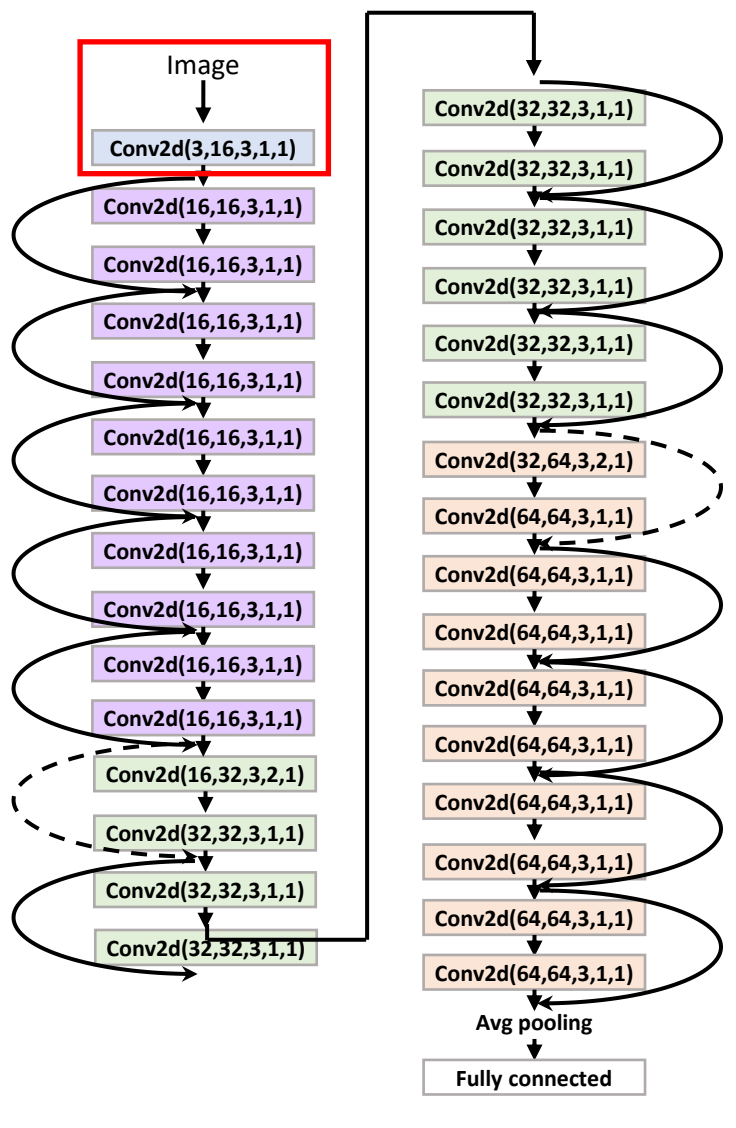 Image
Conv2d(3,16,3,1,1)
Conv2d(16,16,3,1,1)
Conv2d(16,16,3,1,1)
Conv2d(16,16,3,1,1)
Conv2d(16,16,3,1,1)
Conv2d(16,16,3,1,1)
Conv2d(16,16,3,1,1)
Conv2d(16,16,3,1,1)
Conv2d(16,16,3,1,1)
Conv2d(16,16,3,1,1)
Conv2d(16,16,3,1,1)
Conv2d(16,32,3,2,1)
Conv2d(32,32,3,1,1)
Conv2d(32,32,3,1,1)
Conv2d(32,32,3,1,1)
Conv2d(32,32,3,1,1)
Conv2d(32,32,3,1,1)
Conv2d(32,32,3,1,1)
Conv2d(32,32,3,1,1)
Conv2d(32,32,3,1,1)
Conv2d(32,32,3,1,1)
Conv2d(32,64,3,2,1)
Conv2d(64,64,3,1,1)
Conv2d(64,64,3,1,1)
Conv2d(64,64,3,1,1)
Conv2d(64,64,3,1,1)
Conv2d(64,64,3,1,1)
Conv2d(64,64,3,1,1)
Conv2d(64,64,3,1,1)
Conv2d(64,64,3,1,1)
Conv2d(64,64,3,1,1)
Avg pooling
Fully connected